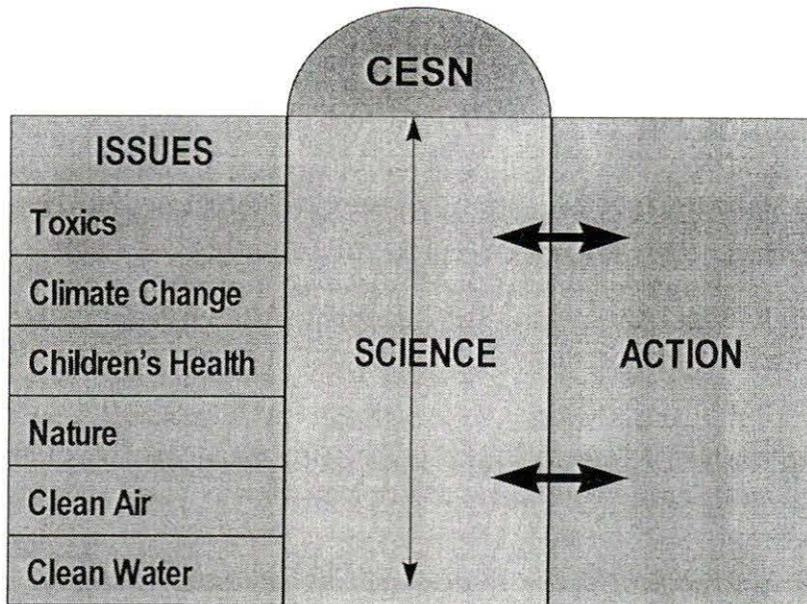 CESN
ISSUES
Toxics
Climate Change
Children's Health
Nature
Clean Air
Clean Water
SCIENCE
ACTION